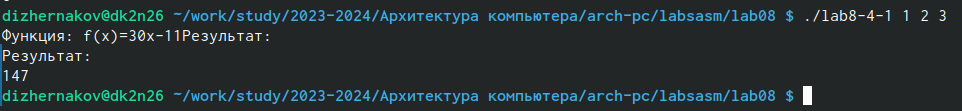 dizhernakov@dk2n26 ~/work/study/2023-2024/Архитектура компьютера/arch-pc/labsasm/lab08 $ ./lab8-4-1 1 2 3
Функция: f(x)=30x-11Результат:
Результат:
147
dizhernakov@dk2n26 ~/work/study/2023-2024/Архитектура компьютера/arch-pc/labsasm/lab08 $